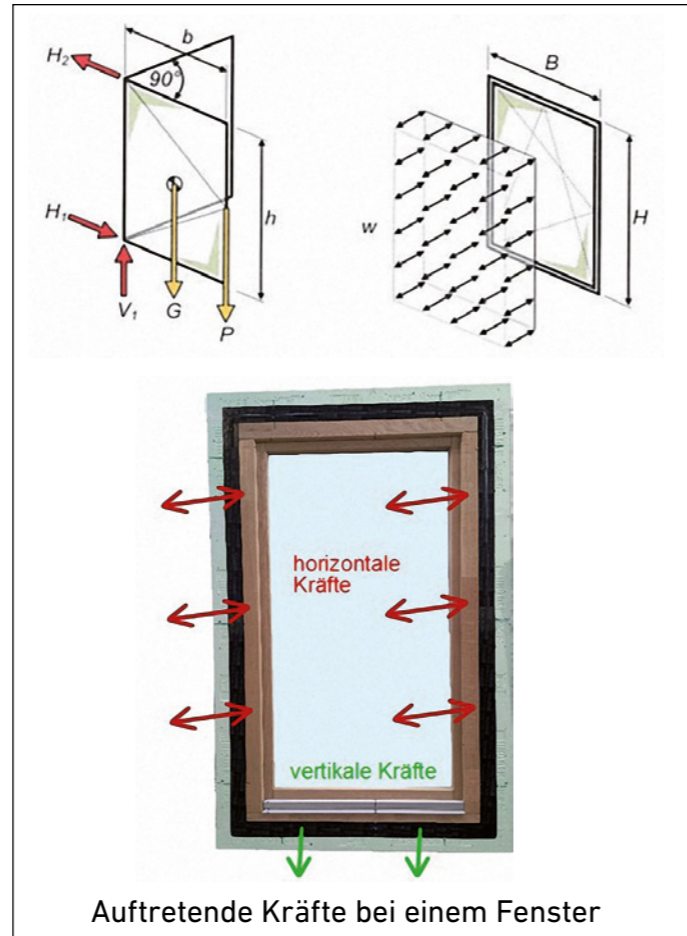 b
H₂
90°
H₁
h
V₁
G
P
B
w
H
horizontale
Kräfte
vertikale Kräfte
Auftretende Kräfte bei einem Fenster